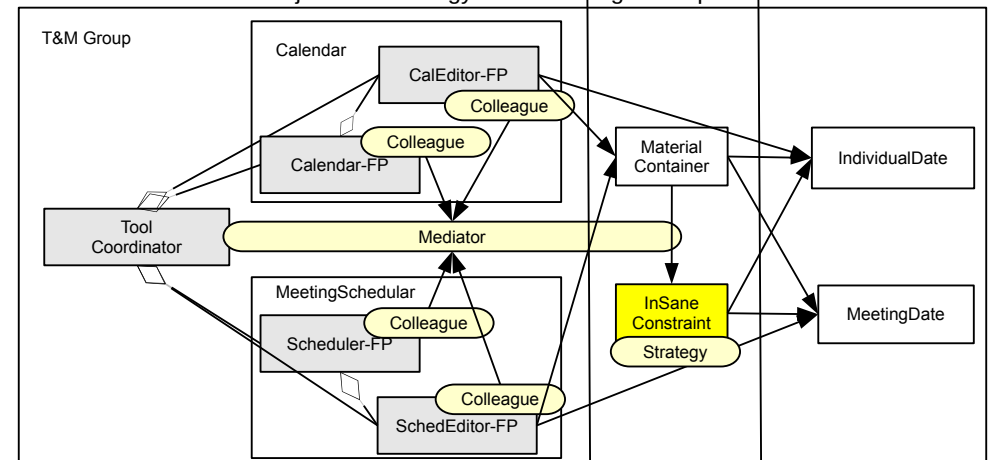 T&M Group
Calendar
CalEditor-FP
Colleague
Colleague
Calendar-FP
Material
Container
IndividualDate
Tool
Coordinator
Mediator
MeetingSchedular
InSane
Constraint
MeetingDate
Colleague
Scheduler-FP
Strategy
Colleague
SchedEditor-FP